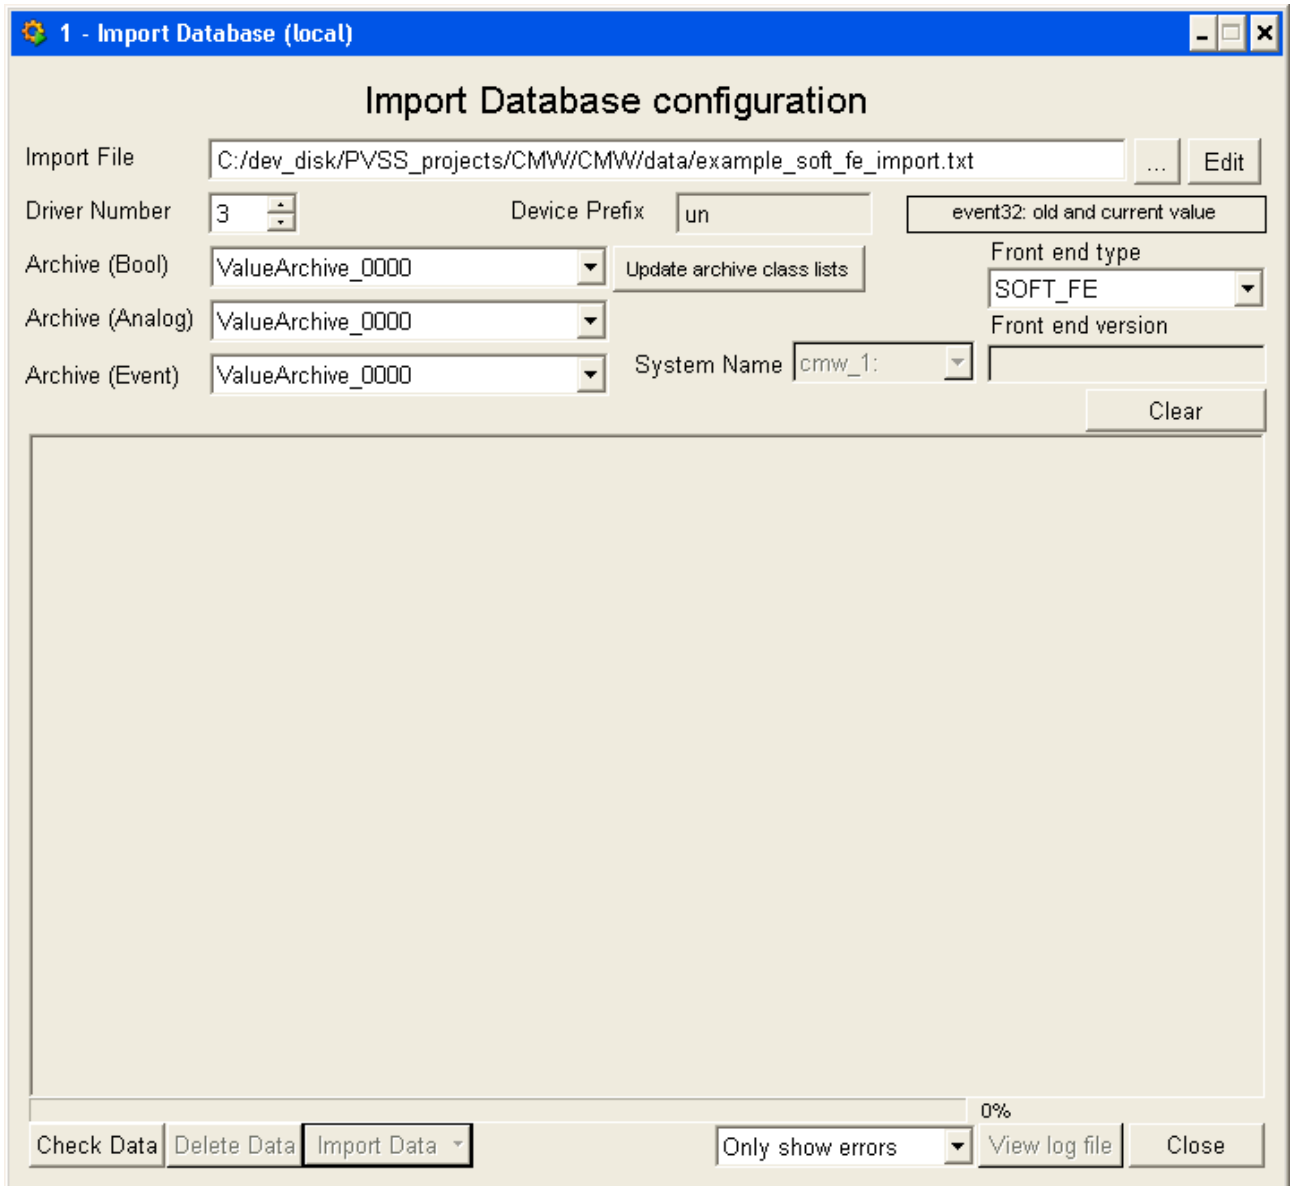 1 - Import Database (local)
Import Database configuration
Import File C:/dev_disk/PVSS_projects/CMW/CMW/data/example_soft_fe_import.txt ... Edit
Driver Number 3 Device Prefix un event32: old and current value
Archive (Bool) ValueArchive_0000 Update archive class lists Front end type
SOFT_FE
Archive (Analog) ValueArchive_0000 Front end version
Archive (Event) ValueArchive_0000 System Name cmw_1:
Clear
0%
Check Data Delete Data Import Data Only show errors View log file Close